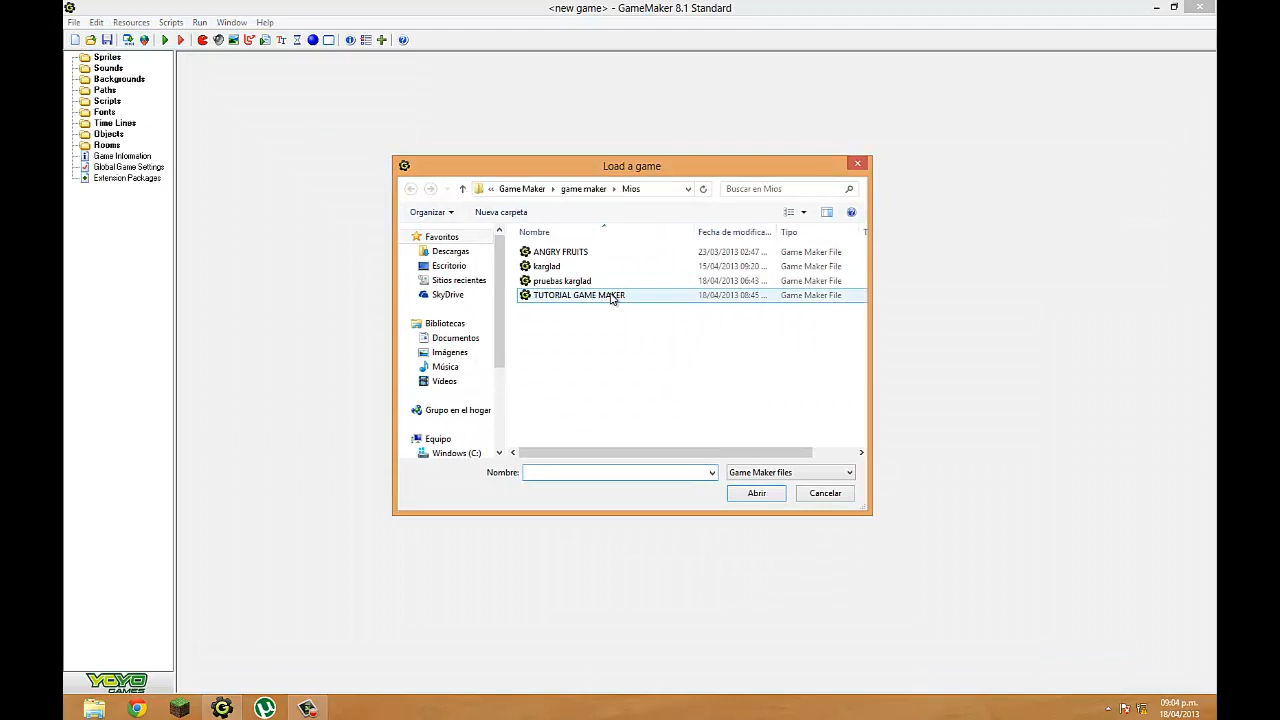 <new game> - GameMaker 8.1 Standard
File Edit Resources Scripts Run Window Help
Sprites
Sounds
Backgrounds
Paths
Scripts
Fonts
Time Lines
Objects
Rooms
Game Information
Global Game Settings
Extension Packages
Load a game
« Game Maker game maker Mios
Buscar en Mios
Organizar Nueva carpeta
Favoritos
Descargas
Escritorio
Sitios recientes
SkyDrive
Bibliotecas
Documentos
Imágenes
Música
Vídeos
Grupo en el hogar
Equipo
Windows (C:)
Nombre Fecha de modifica... Tipo T
ANGRY FRUITS 23/03/2013 02:47 ... Game Maker File
karglad 15/04/2013 09:20 ... Game Maker File
pruebas karglad 18/04/2013 06:43 ... Game Maker File
TUTORIAL GAME MAKER 18/04/2013 08:45 ... Game Maker File
Nombre: Game Maker files
Abrir Cancelar
YOYO
GAMES
09:04 p.m.
18/04/2013